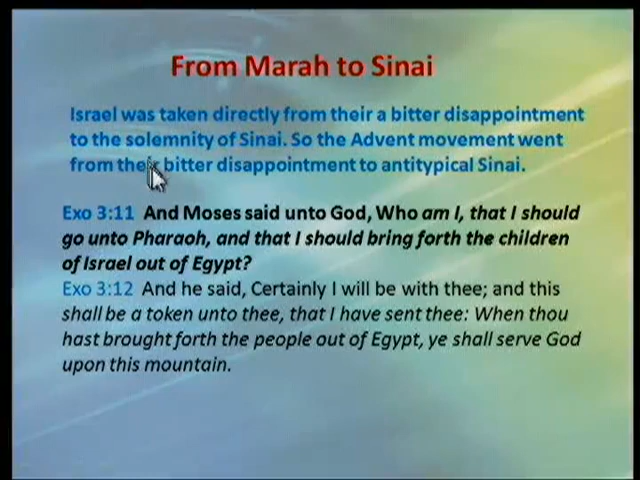 From Marah to Sinai
Israel was taken directly from their a bitter disappointment
to the solemnity of Sinai. So the Advent movement went
from their bitter disappointment to antitypical Sinai.
Exo 3:11 And Moses said unto God, Who am I, that I should
go unto Pharaoh, and that I should bring forth the children
of Israel out of Egypt?
Exo 3:12 And he said, Certainly I will be with thee; and this
shall be a token unto thee, that I have sent thee: When thou
hast brought forth the people out of Egypt, ye shall serve God
upon this mountain.